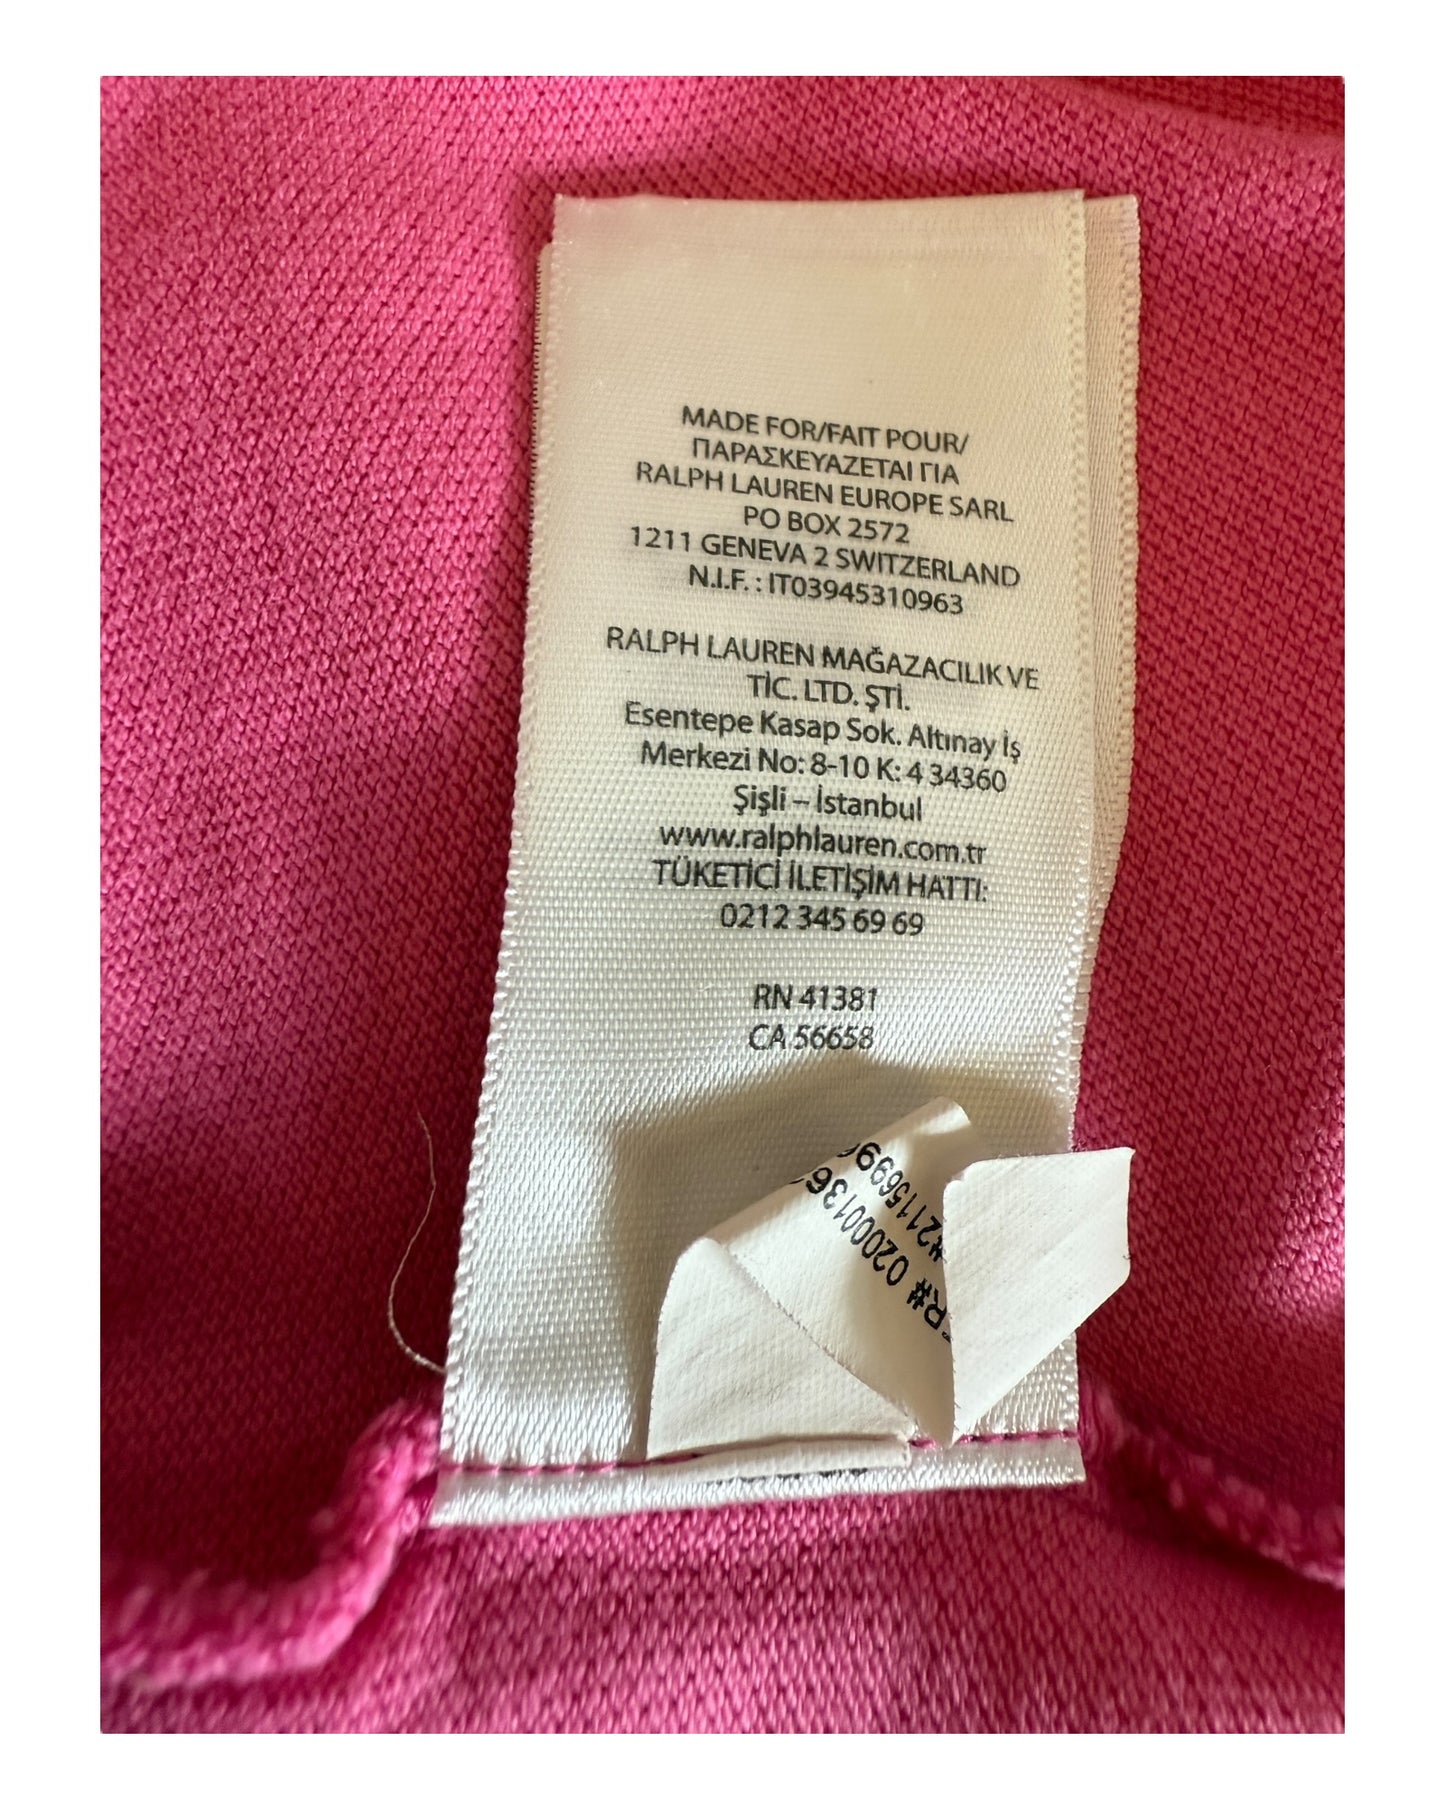 MADE FOR/FAIT POUR/
ΠΑΡΑΣΚΕΥΑΖΕΤΑΙ ΓΙΑ
RALPH LAUREN EUROPE SARL
PO BOX 2572
1211 GENEVA 2 SWITZERLAND
N.I.F. : IT03945310963
RALPH LAUREN MAĞAZACILIK VE
TİC. LTD. ŞTİ.
Esentepe Kasap Sok. Altınay İş
Merkezi No: 8-10 K: 4 34360
Şişli – İstanbul
www.ralphlauren.com.tr
TÜKETİCİ İLETİŞİM HATTI:
0212 345 69 69
RN 41381
CA 56658